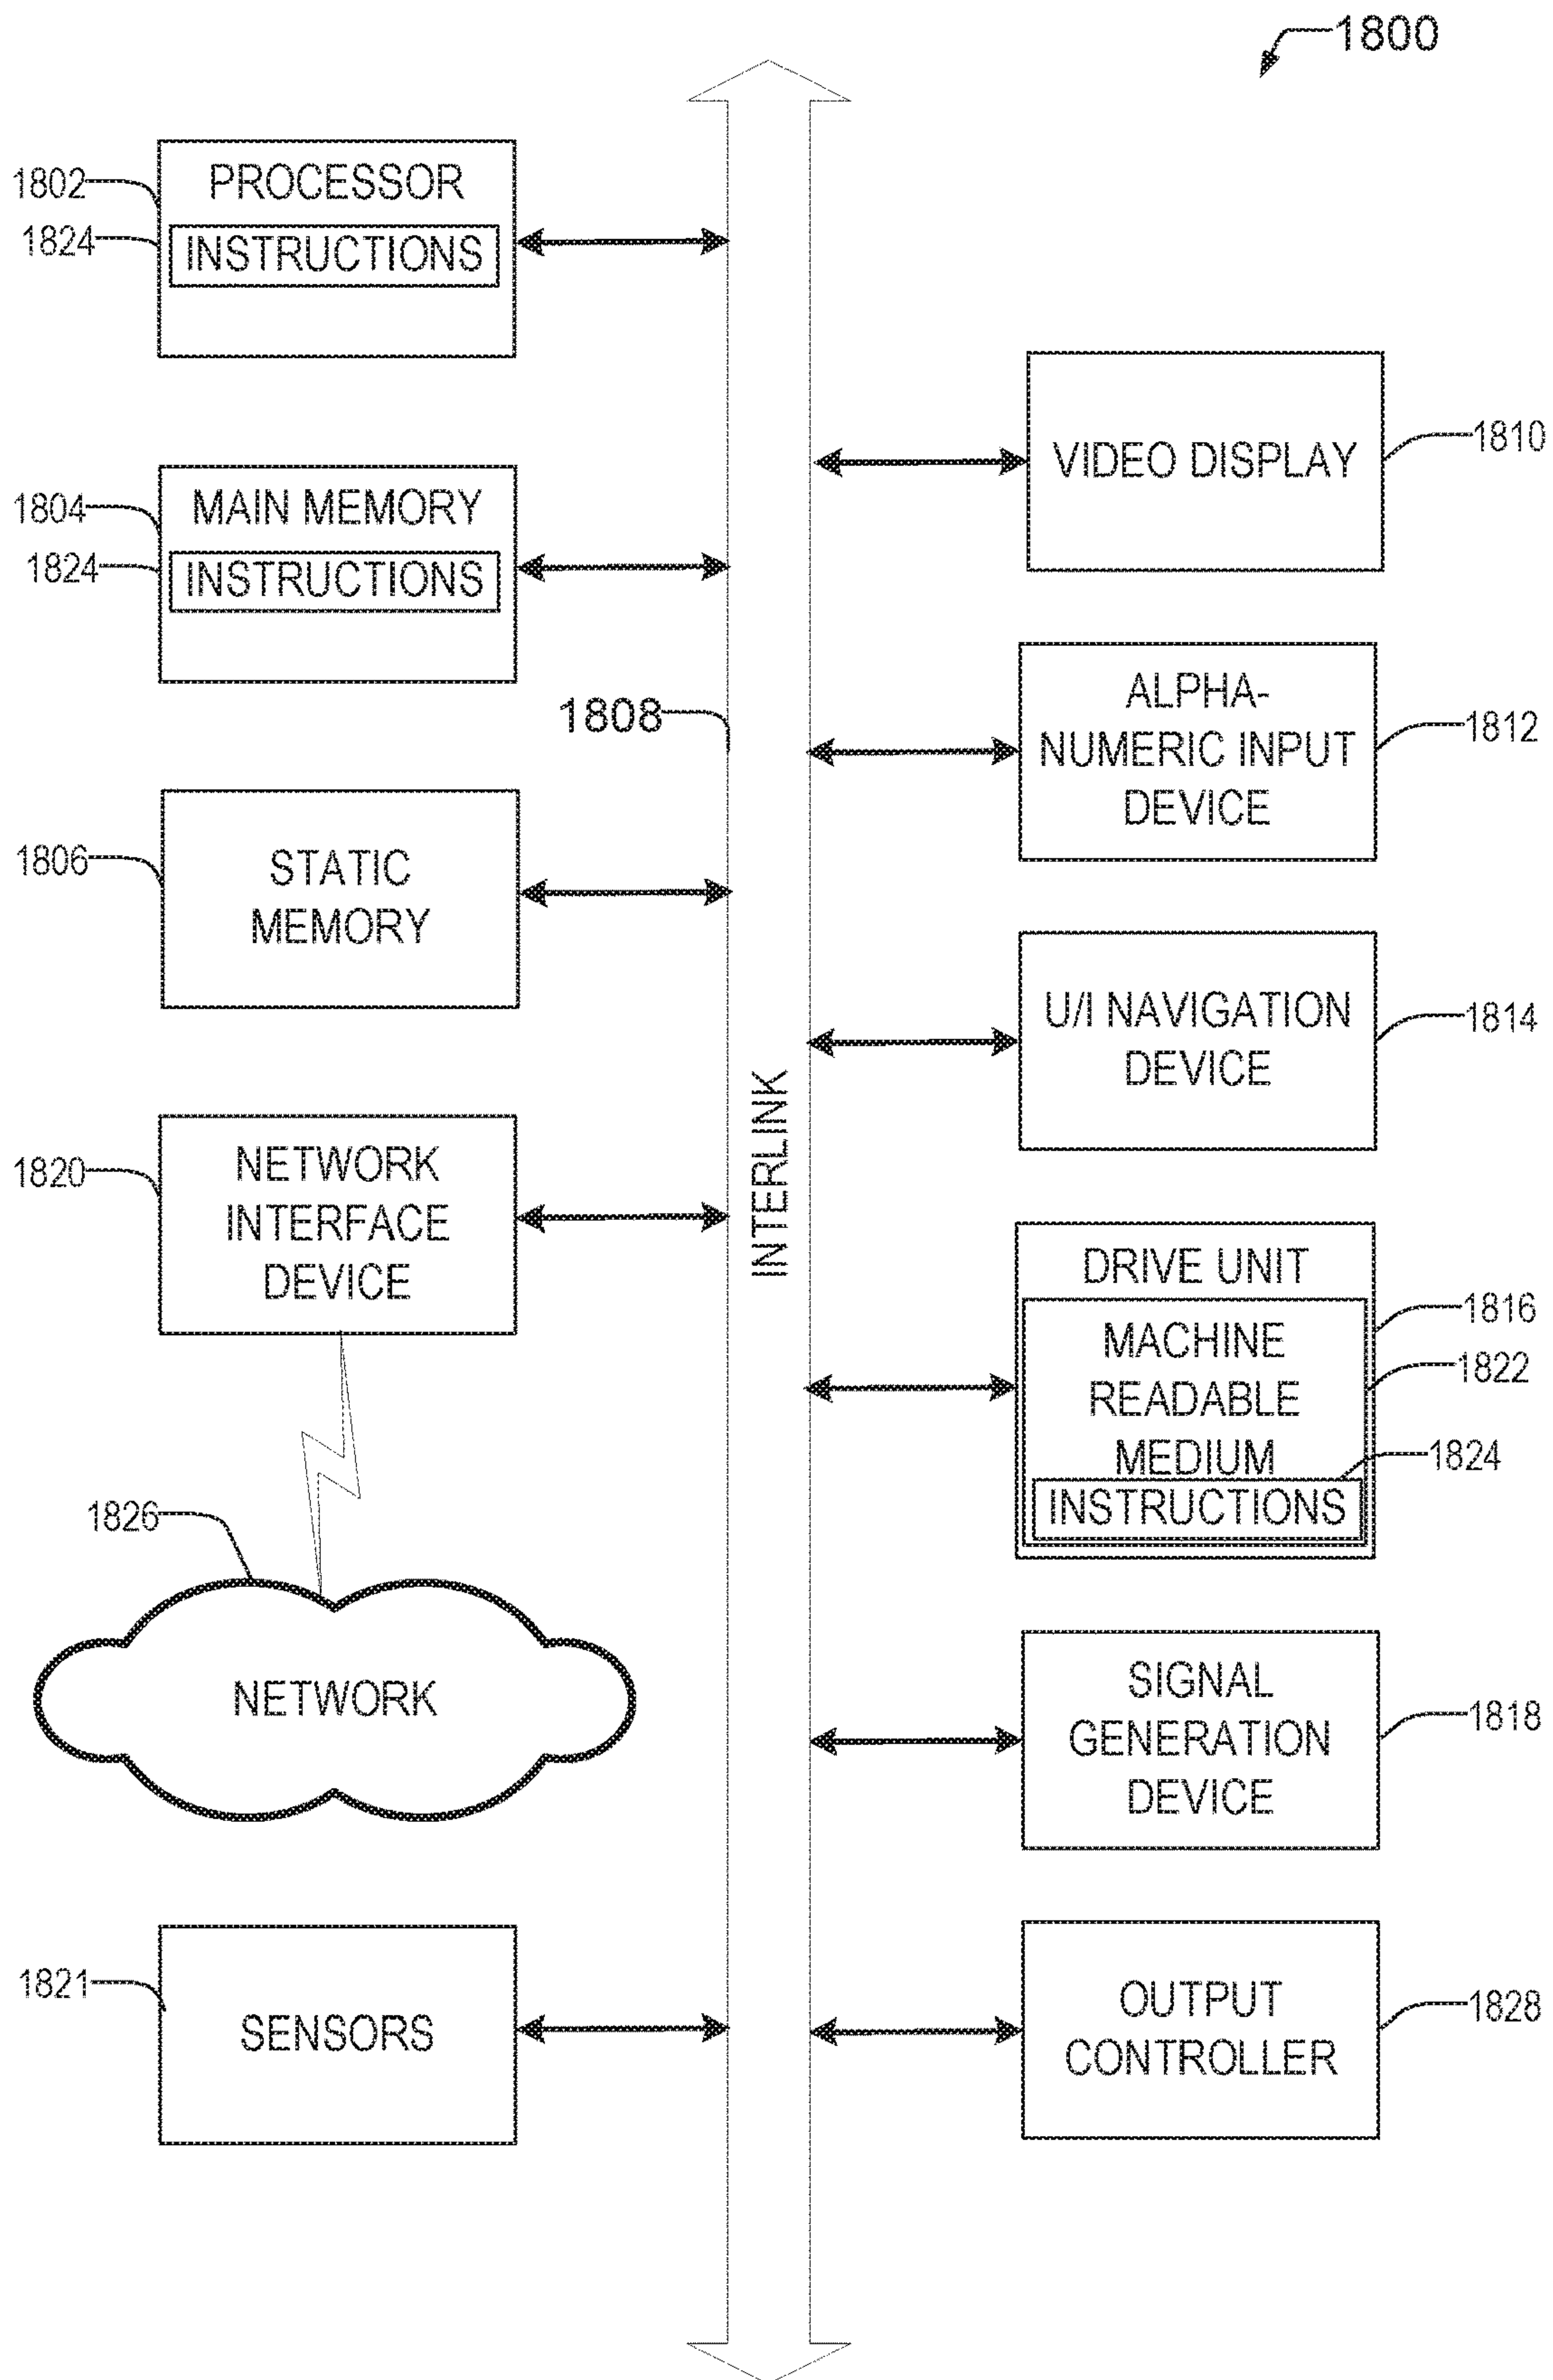 1800
1802
PROCESSOR
1824
INSTRUCTIONS
1804
MAIN MEMORY
1824
INSTRUCTIONS
1808
1806
STATIC
MEMORY
1820
NETWORK
INTERFACE
DEVICE
1826
NETWORK
1821
SENSORS
INTERLINK
VIDEO DISPLAY
1810
ALPHA-
NUMERIC INPUT
DEVICE
1812
U/I NAVIGATION
DEVICE
1814
DRIVE UNIT
1816
MACHINE
READABLE
MEDIUM
1822
1824
INSTRUCTIONS
SIGNAL
GENERATION
DEVICE
1818
OUTPUT
CONTROLLER
1828